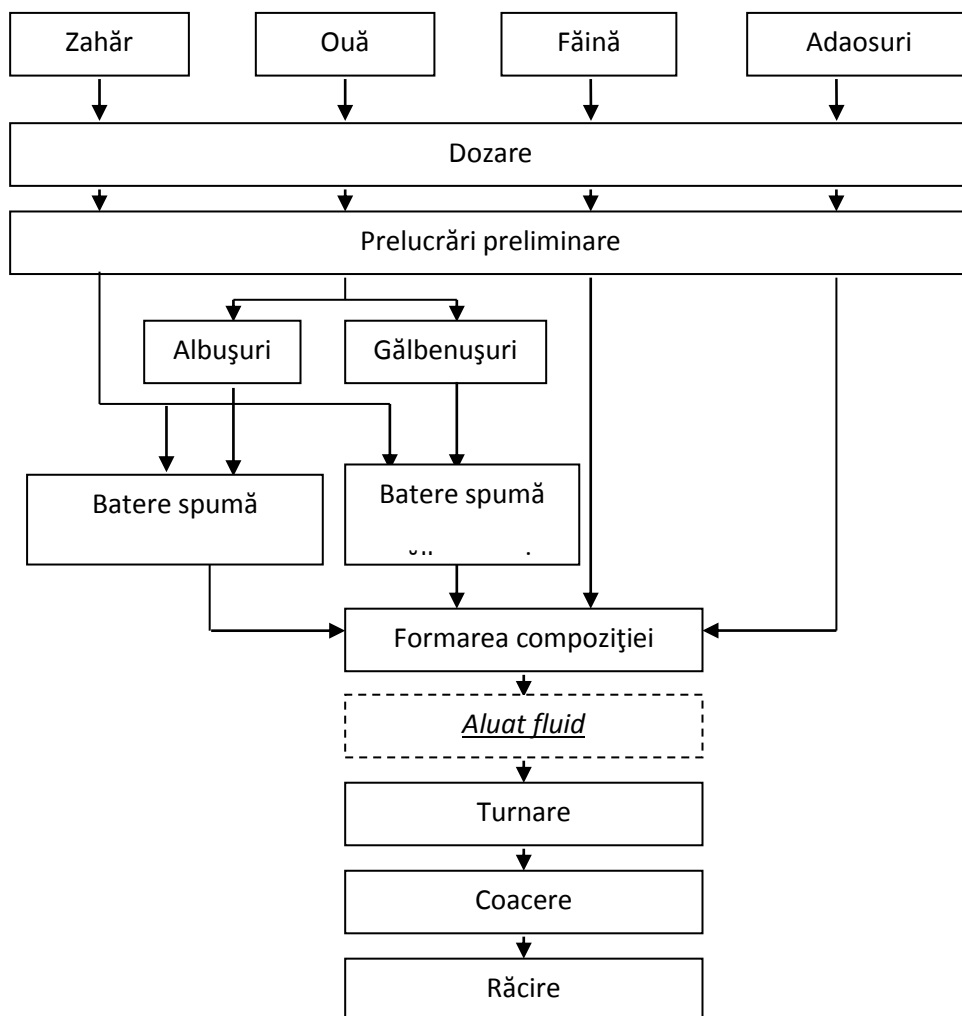 Zahăr
Ouă
Făină
Adaosuri
Dozare
Prelucrări preliminare
Albuşuri
Gălbenuşuri
Batere spumă
Batere spumă
Formarea compoziţiei
Aluat fluid
Turnare
Coacere
Răcire